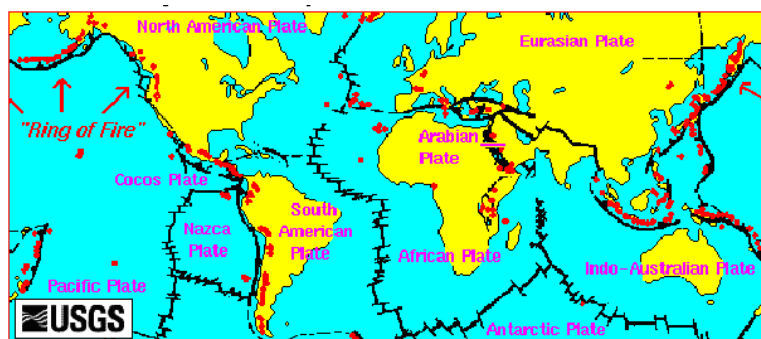 North American Plate
Eurasian Plate
"Ring of Fire"
Arabian
Plate
Cocos Plate
Nazca
Plate
South
American
Plate
African Plate
Indo-Australian Plate
Pacific Plate
Antarctic Plate
USGS